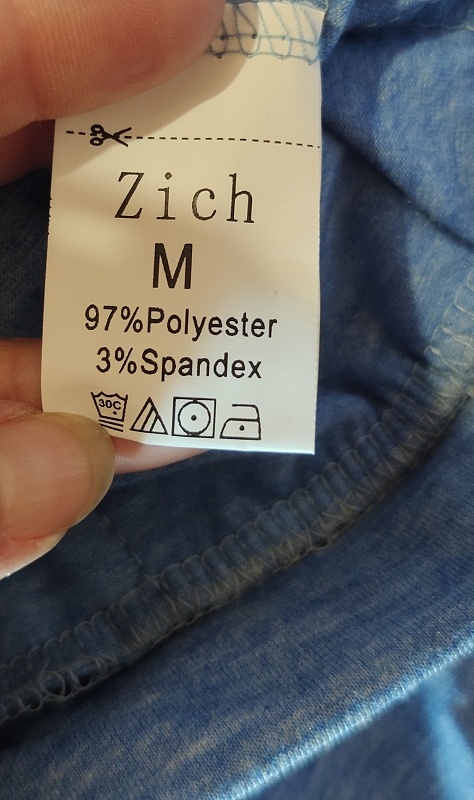 Zich
M
97%Polyester
3%Spandex
30C